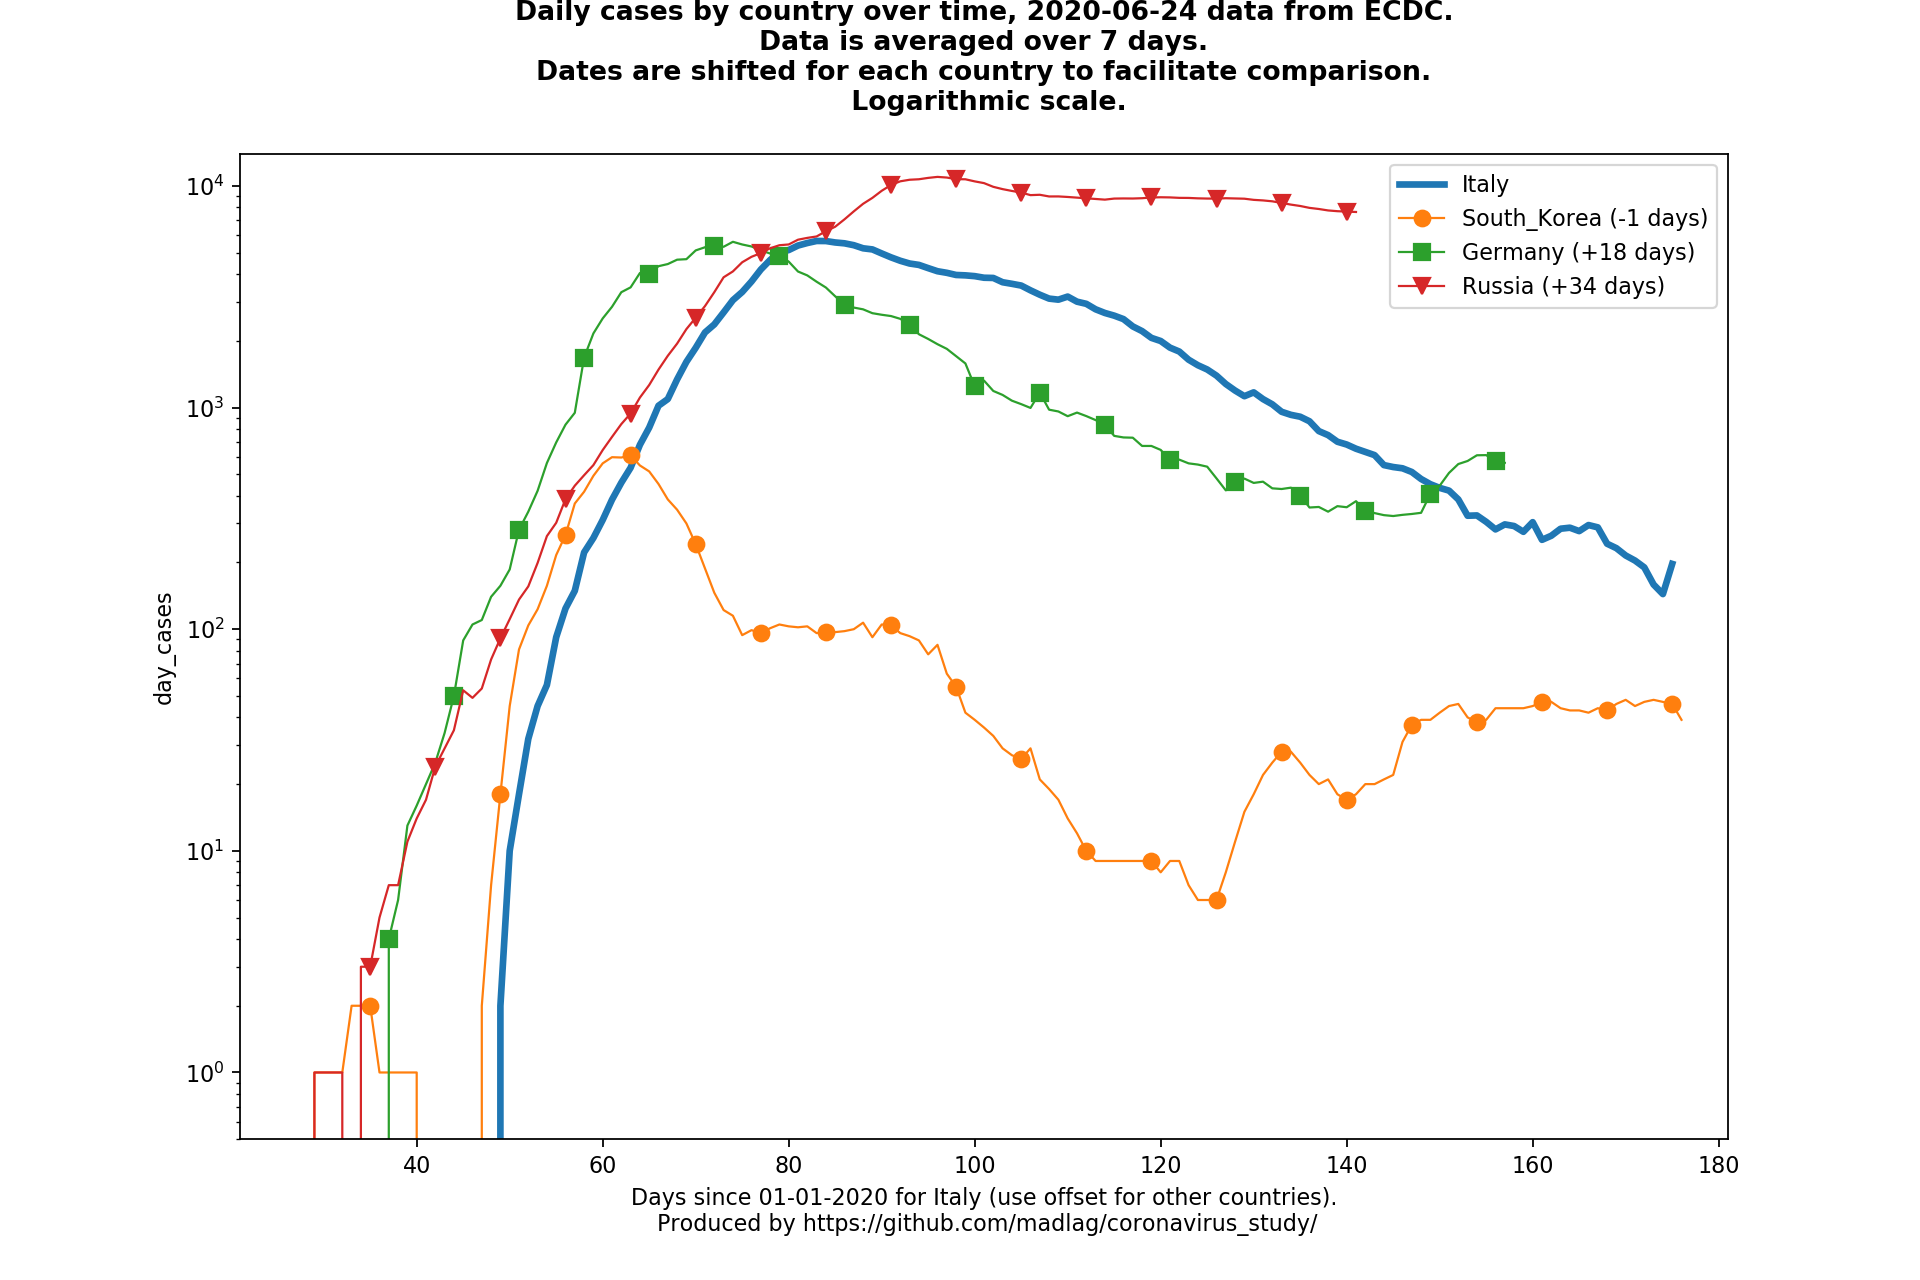 Daily cases by country over time, 2020-06-24 data from ECDC.
Data is averaged over 7 days.
Dates are shifted for each country to facilitate comparison.
Logarithmic scale.
Italy
South_Korea (-1 days)
Germany (+18 days)
Russia (+34 days)
10⁴
10³
10²
10¹
10⁰
day_cases
40 60 80 100 120 140 160 180
Days since 01-01-2020 for Italy (use offset for other countries).
Produced by https://github.com/madlag/coronavirus_study/